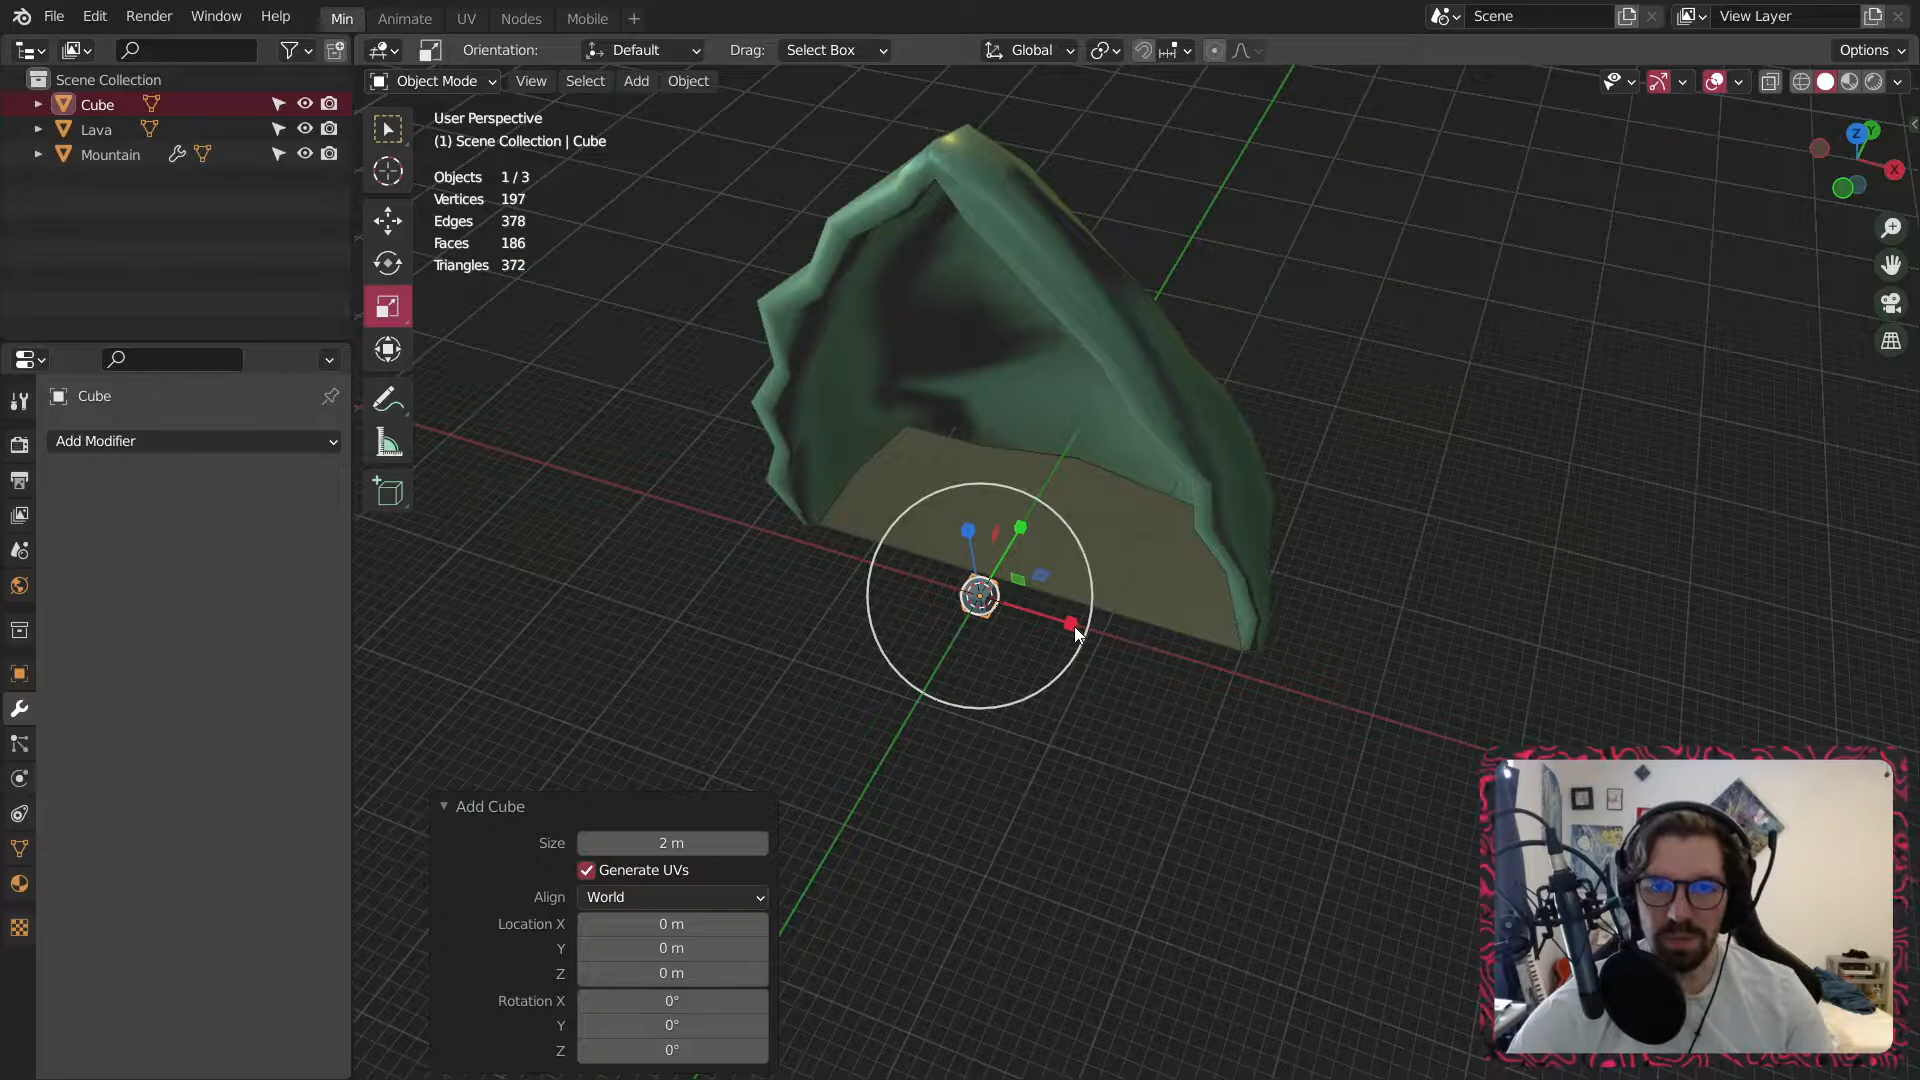 File Edit Render Window Help Min Animate UV Nodes Mobile + Scene View Layer
Orientation: Default Drag: Select Box Global Options
Scene Collection
Cube
Lava
Mountain
Object Mode View Select Add Object
User Perspective
(1) Scene Collection | Cube
Objects 1 / 3
Vertices 197
Edges 378
Faces 186
Triangles 372
Z Y
X
Cube
Add Modifier
Add Cube
Size 2 m
Generate UVs
Align World
Location X 0 m
Y 0 m
Z 0 m
Rotation X 0°
Y 0°
Z 0°